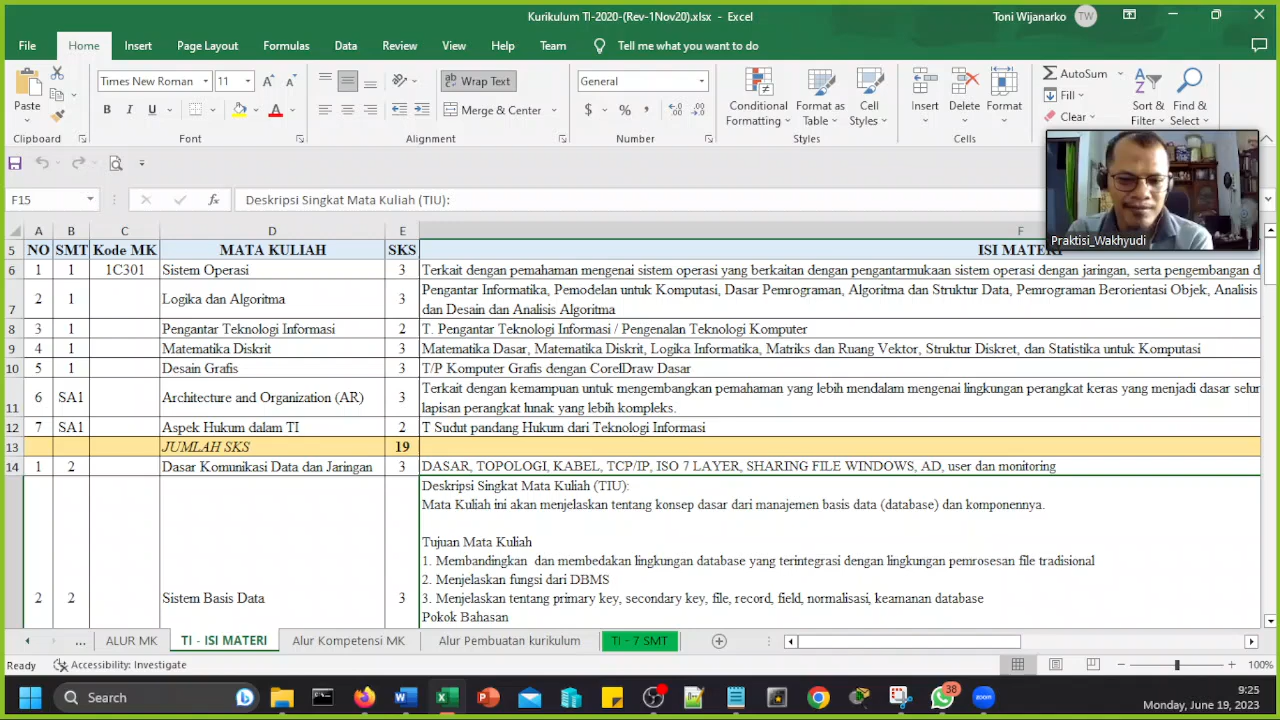 Kurikulum TI-2020-(Rev-1Nov20).xlsx - Excel
Toni Wijanarko TW
File Home Insert Page Layout Formulas Data Review View Help Team Tell me what you want to do
Paste
Times New Roman 11
B I U
A A
Wrap Text
Merge & Center
General
$ % ,
Conditional Formatting
Format as Table
Cell Styles
Insert
Delete
Format
AutoSum
Fill
Clear
Sort & Filter
Find & Select
Clipboard Font Alignment Number Styles Cells
F15 fx Deskripsi Singkat Mata Kuliah (TIU):
Praktisi_Wakhyudi
A B C D E F
5 NO SMT Kode MK MATA KULIAH SKS ISI MATERI
6 1 1 1C301 Sistem Operasi 3 Terkait dengan pemahaman mengenai sistem operasi yang berkaitan dengan pengantarmukaan sistem operasi dengan jaringan, serta pengembangan d
7 2 1 Logika dan Algoritma 3 Pengantar Informatika, Pemodelan untuk Komputasi, Dasar Pemrograman, Algoritma dan Struktur Data, Pemrograman Berorientasi Objek, Analisis
dan Desain dan Analisis Algoritma
8 3 1 Pengantar Teknologi Informasi 2 T. Pengantar Teknologi Informasi / Pengenalan Teknologi Komputer
9 4 1 Matematika Diskrit 3 Matematika Dasar, Matematika Diskrit, Logika Informatika, Matriks dan Ruang Vektor, Struktur Diskret, dan Statistika untuk Komputasi
10 5 1 Desain Grafis 3 T/P Komputer Grafis dengan CorelDraw Dasar
11 6 SA1 Architecture and Organization (AR) 3 Terkait dengan kemampuan untuk mengembangkan pemahaman yang lebih mendalam mengenai lingkungan perangkat keras yang menjadi dasar selur
lapisan perangkat lunak yang lebih kompleks.
12 7 SA1 Aspek Hukum dalam TI 2 T Sudut pandang Hukum dari Teknologi Informasi
13 JUMLAH SKS 19
14 1 2 Dasar Komunikasi Data dan Jaringan 3 DASAR, TOPOLOGI, KABEL, TCP/IP, ISO 7 LAYER, SHARING FILE WINDOWS, AD, user dan monitoring
Deskripsi Singkat Mata Kuliah (TIU):
Mata Kuliah ini akan menjelaskan tentang konsep dasar dari manajemen basis data (database) dan komponennya.
Tujuan Mata Kuliah
1. Membandingkan dan membedakan lingkungan database yang terintegrasi dengan lingkungan pemrosesan file tradisional
2. Menjelaskan fungsi dari DBMS
2 2 Sistem Basis Data 3 3. Menjelaskan tentang primary key, secondary key, file, record, field, normalisasi, keamanan database
Pokok Bahasan
... ALUR MK TI - ISI MATERI Alur Kompetensi MK Alur Pembuatan kurikulum TI - 7 SMT
Ready Accessibility: Investigate 100%
Search 38 zoom 9:25
Monday, June 19, 2023